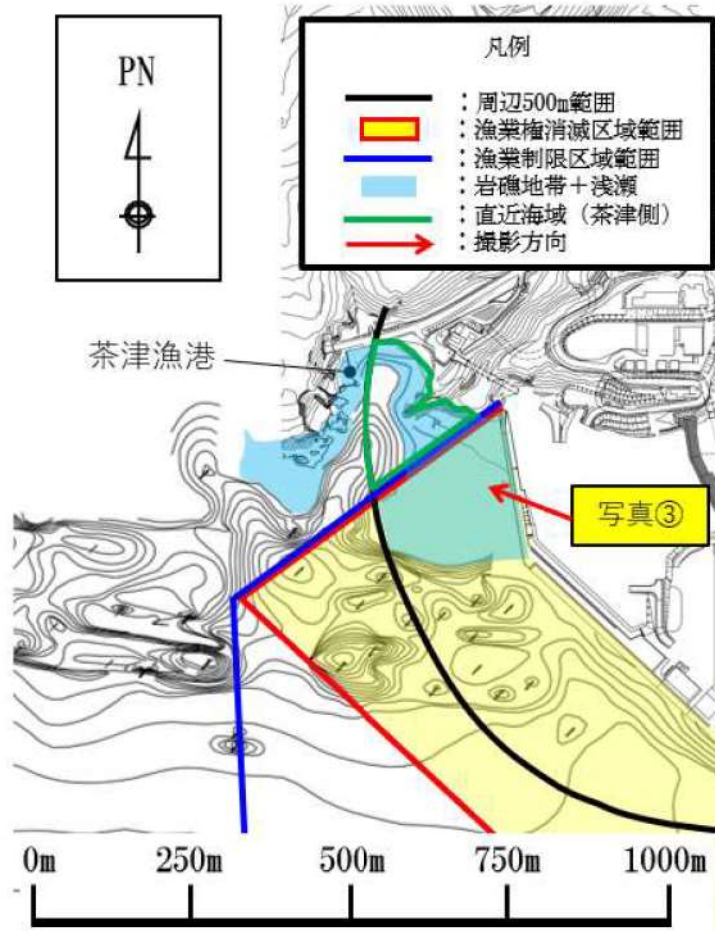 PN
凡例
：周辺500m範囲
：漁業権消滅区域範囲
：漁業制限区域範囲
：岩礁地帯＋浅瀬
：直近海域（茶津側）
：撮影方向
茶津漁港
写真③
0m 250m 500m 750m 1000m